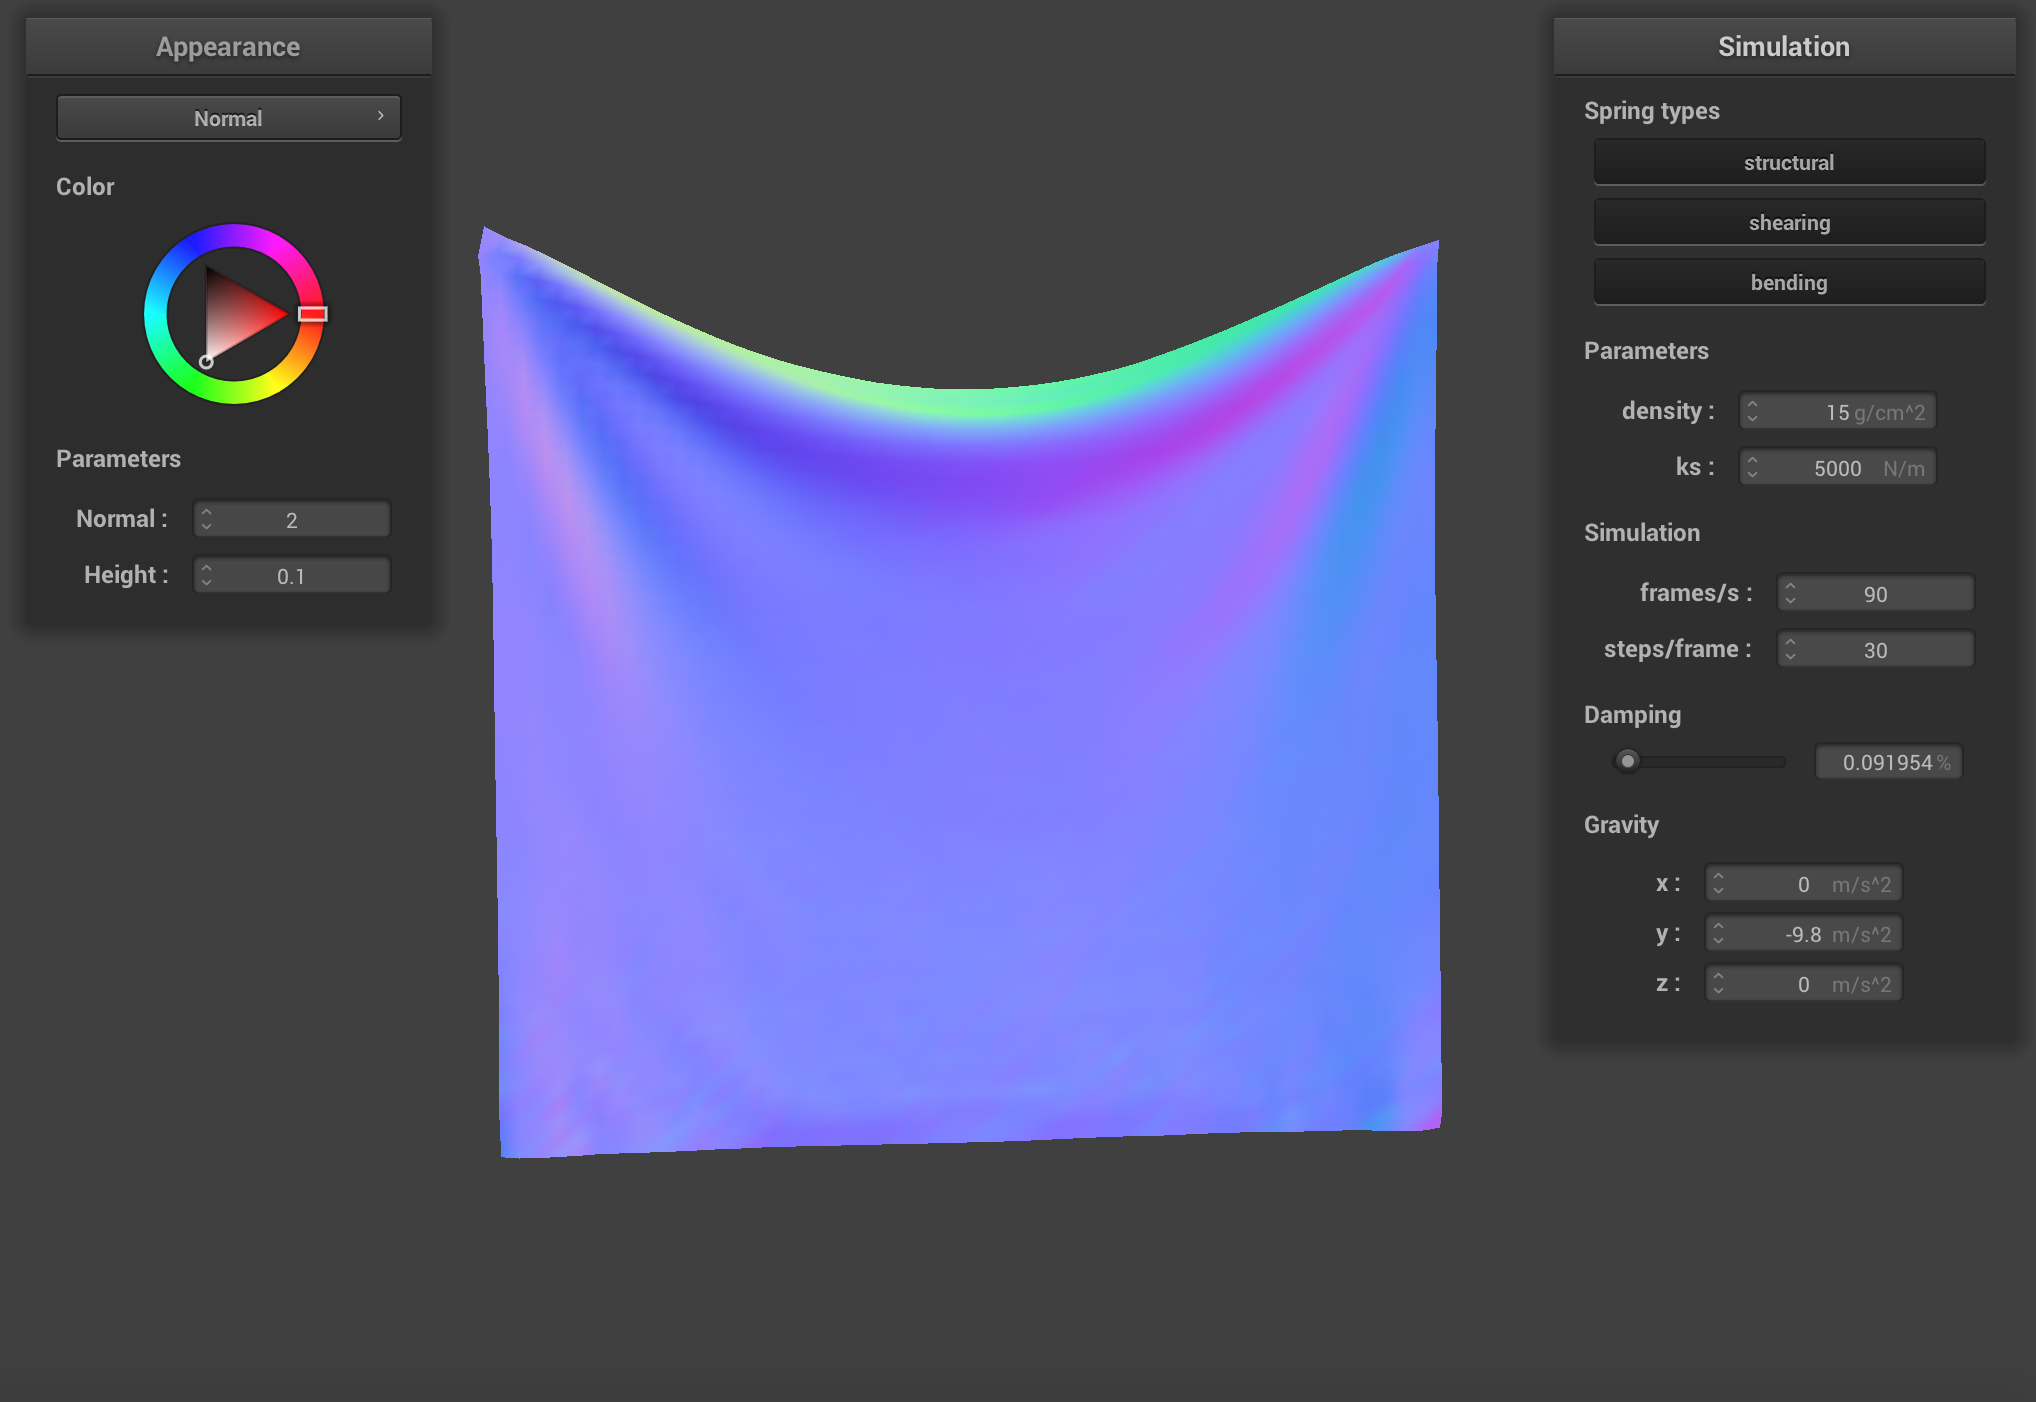 Appearance
Normal
Color
Parameters
Normal : 2
Height : 0.1
Simulation
Spring types
structural
shearing
bending
Parameters
density : 15 g/cm^2
ks : 5000 N/m
Simulation
frames/s : 90
steps/frame : 30
Damping
0.091954 %
Gravity
x : 0 m/s^2
y : -9.8 m/s^2
z : 0 m/s^2